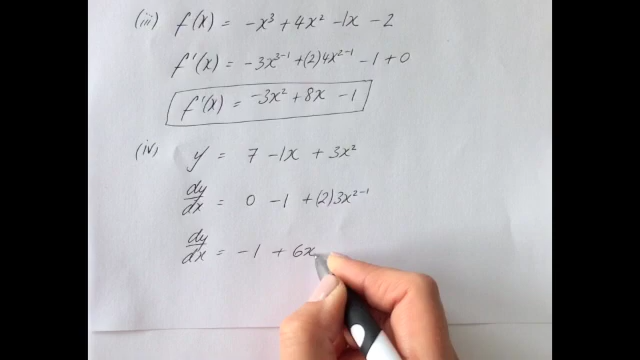 (iii) f(x) = -x³ + 4x² - 1x - 2
f'(x) = -3x³⁻¹ + (2)4x²⁻¹ - 1 + 0
f'(x) = -3x² + 8x - 1
(iv) y = 7 - 1x + 3x²
dy/dx = 0 - 1 + (2)3x²⁻¹
dy/dx = -1 + 6x